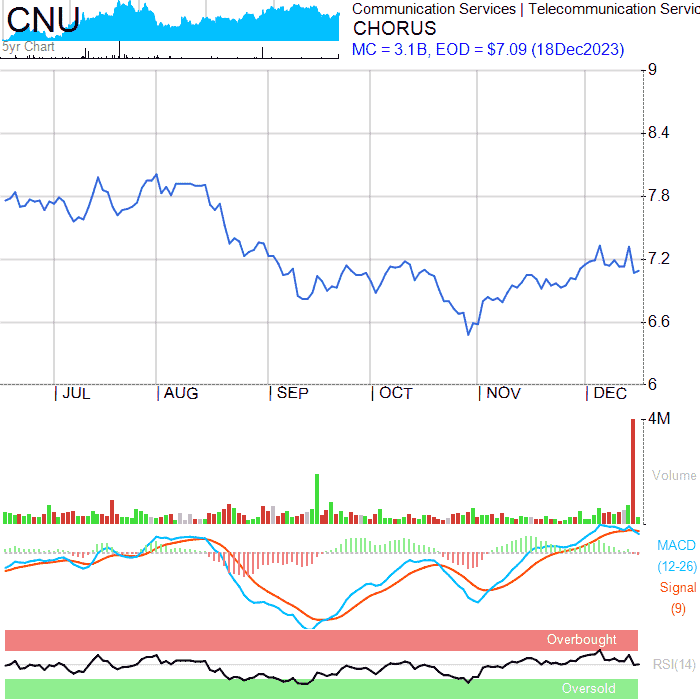 CNU
5yr Chart
Communication Services | Telecommunication Servic
CHORUS
MC = 3.1B, EOD = $7.09 (18Dec2023)
9
8.4
7.8
7.2
6.6
6
| JUL | AUG | SEP | OCT | NOV | DEC
4M
Volume
MACD
(12-26)
Signal
(9)
Overbought
RSI(14)
Oversold